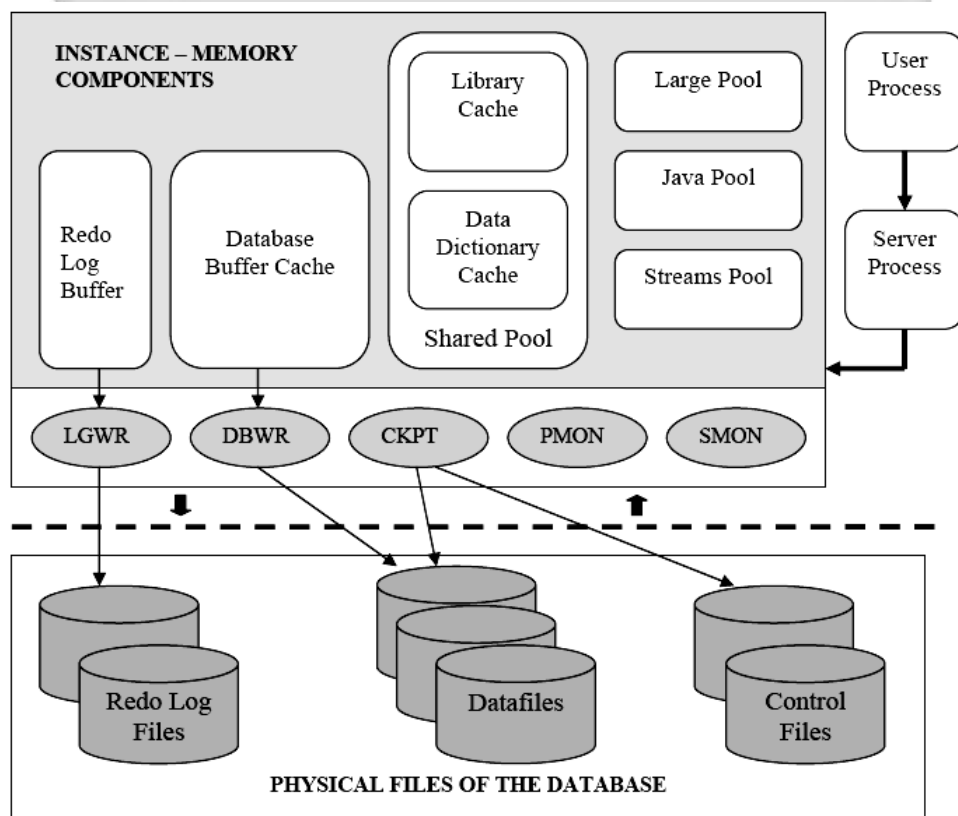 INSTANCE – MEMORY
COMPONENTS
Library
Cache
Large Pool
User
Process
Redo
Log
Buffer
Database
Buffer Cache
Data
Dictionary
Cache
Shared Pool
Java Pool
Streams Pool
Server
Process
LGWR
DBWR
CKPT
PMON
SMON
Redo Log
Files
Datafiles
Control
Files
PHYSICAL FILES OF THE DATABASE